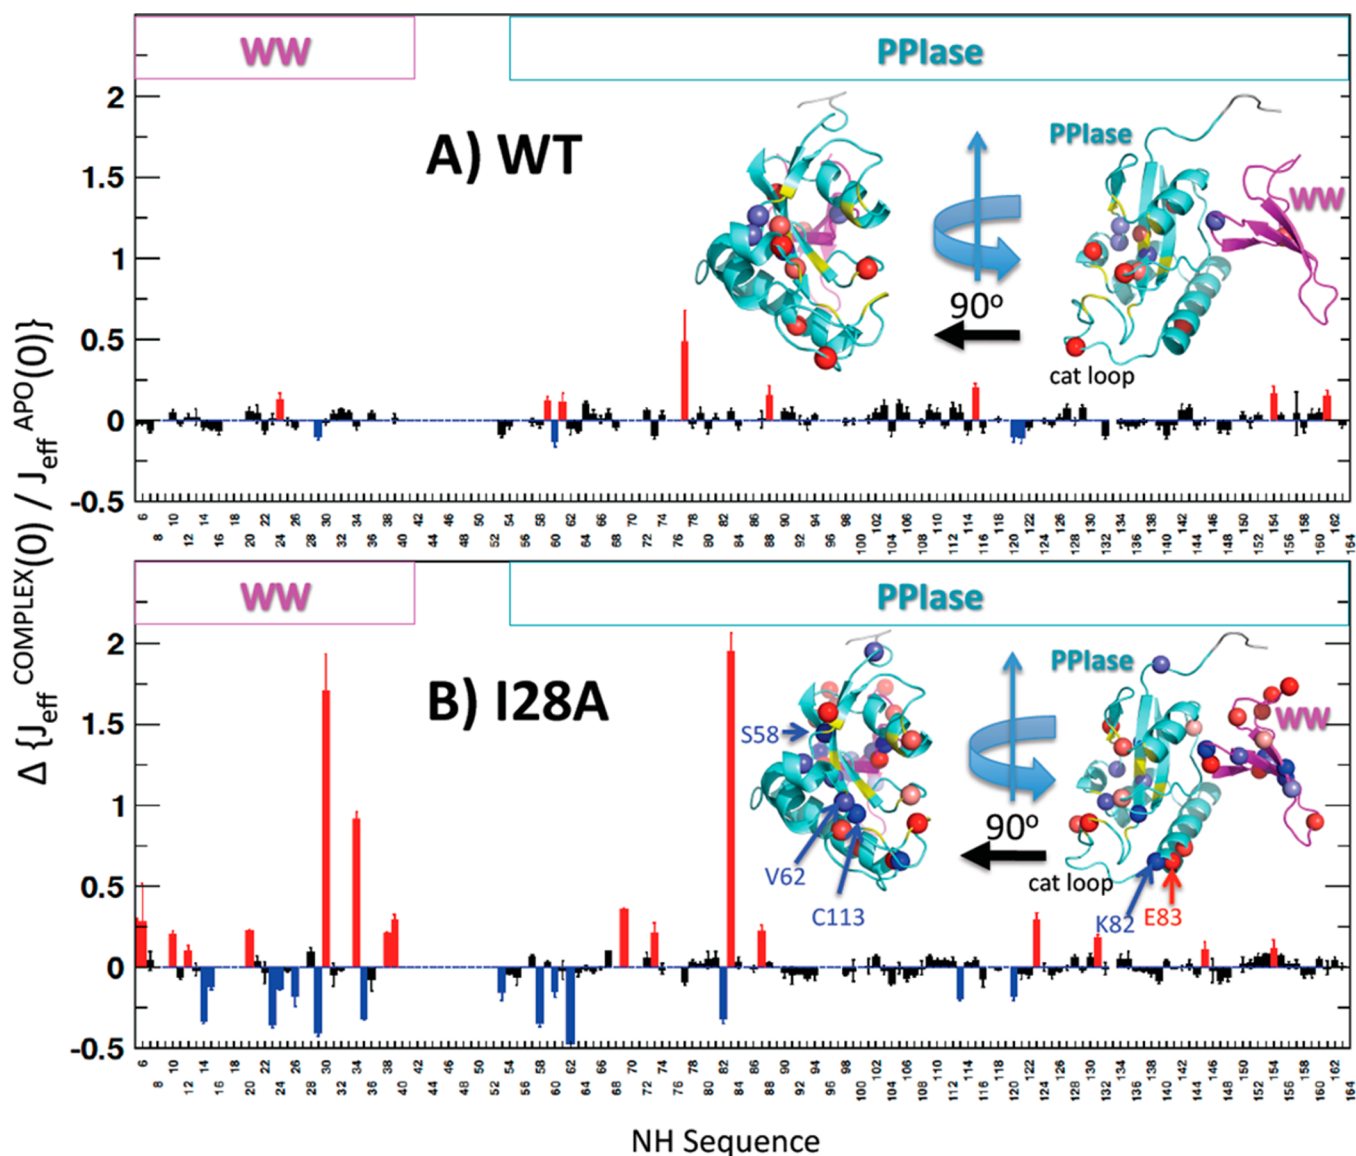 WW PPIase
Δ {J_eff^COMPLEX(0) / J_eff^APO(0)}
2
1.5
1
0.5
0
-0.5
A) WT
PPIase
WW
90°
cat loop
6 8 10 12 14 16 18 20 22 24 26 28 30 32 34 36 38 40 42 44 46 48 50 52 54 56 58 60 62 64 66 68 70 72 74 76 78 80 82 84 86 88 90 92 94 96 98 100 102 104 106 108 110 112 114 116 118 120 122 124 126 128 130 132 134 136 138 140 142 144 146 148 150 152 154 156 158 160 162 164
WW PPIase
2
1.5
1
0.5
0
-0.5
B) I28A
PPIase
WW
S58
90°
V62
C113
cat loop
K82
E83
6 8 10 12 14 16 18 20 22 24 26 28 30 32 34 36 38 40 42 44 46 48 50 52 54 56 58 60 62 64 66 68 70 72 74 76 78 80 82 84 86 88 90 92 94 96 98 100 102 104 106 108 110 112 114 116 118 120 122 124 126 128 130 132 134 136 138 140 142 144 146 148 150 152 154 156 158 160 162 164
NH Sequence